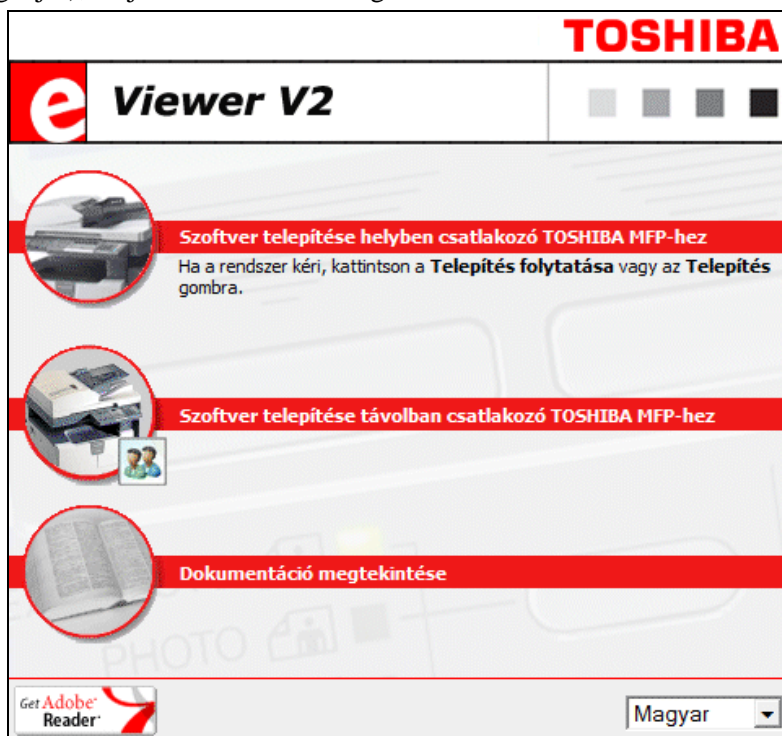 TOSHIBA
e Viewer V2
Szoftver telepítése helyben csatlakozó TOSHIBA MFP-hez
Ha a rendszer kéri, kattintson a Telepítés folytatása vagy az Telepítés
gombra.
Szoftver telepítése távolban csatlakozó TOSHIBA MFP-hez
Dokumentáció megtekintése
PHOTO
Get Adobe
Reader
Magyar